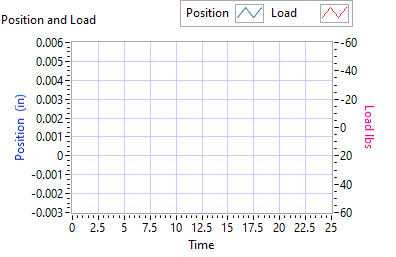 Position Load
Position and Load
0.006
0.005
0.004
0.003
0.002
0.001
0
-0.001
-0.002
-0.003
Position (in)
-60
-40
-20
0
20
40
60
Load lbs
0 2.5 5 7.5 10 12.5 15 17.5 20 22.5 25
Time